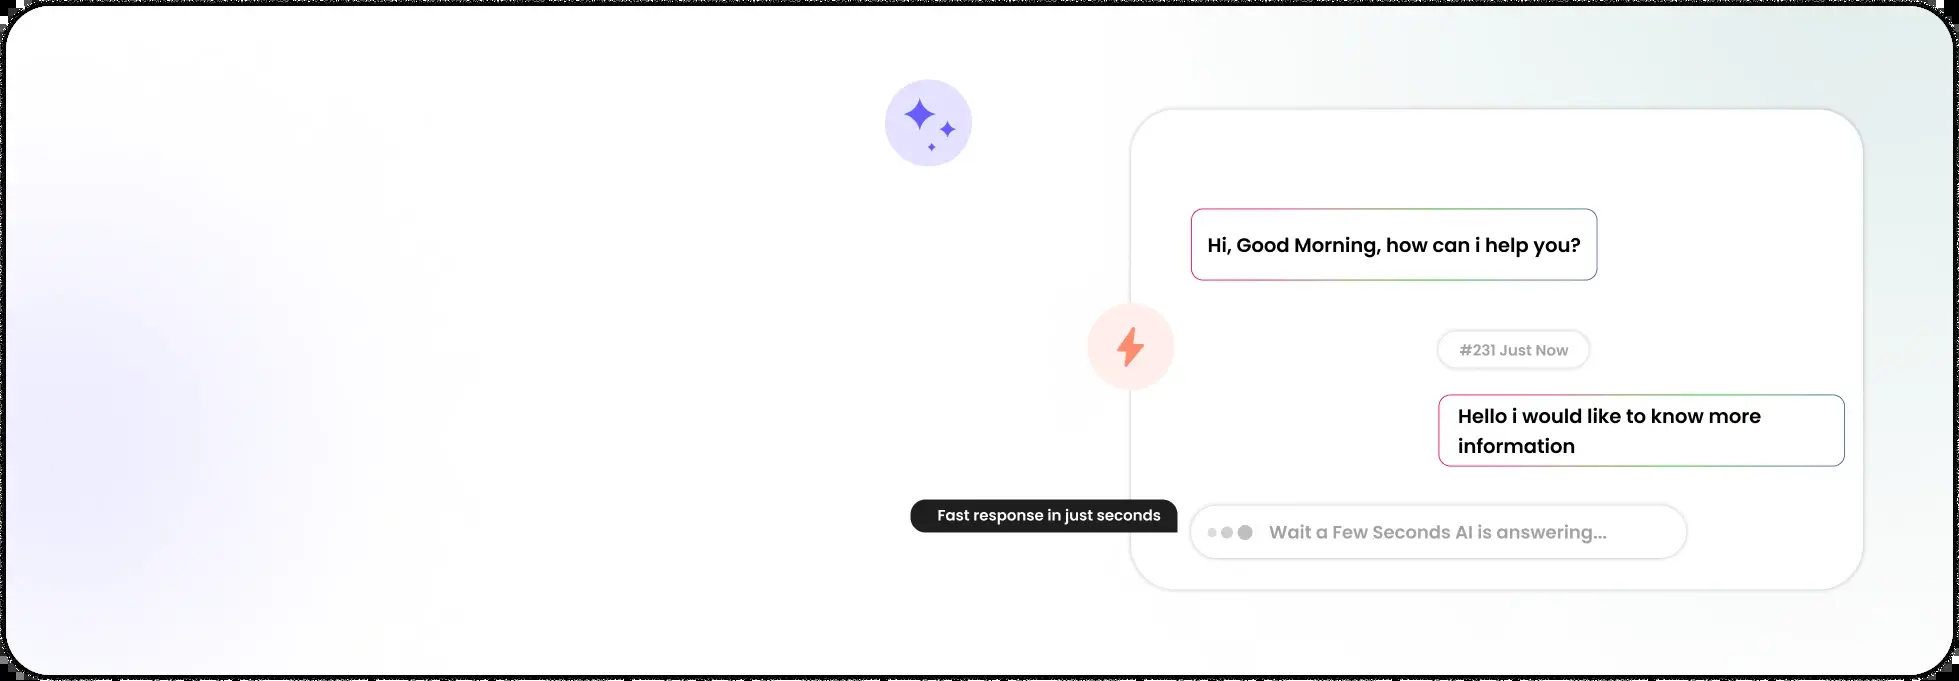 Hi, Good Morning, how can i help you?
#231 Just Now
Hello i would like to know more
information
Fast response in just seconds
Wait a Few Seconds AI is answering...